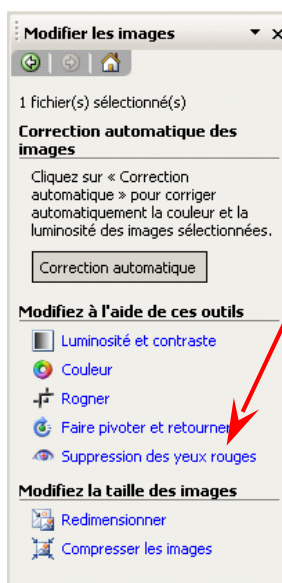 Modifier les images
1 fichier(s) sélectionné(s)
Correction automatique des
images
Cliquez sur « Correction
automatique » pour corriger
automatiquement la couleur et la
luminosité des images sélectionnées.
Correction automatique
Modifiez à l'aide de ces outils
Luminosité et contraste
Couleur
Rogner
Faire pivoter et retourner
Suppression des yeux rouges
Modifiez la taille des images
Redimensionner
Compresser les images